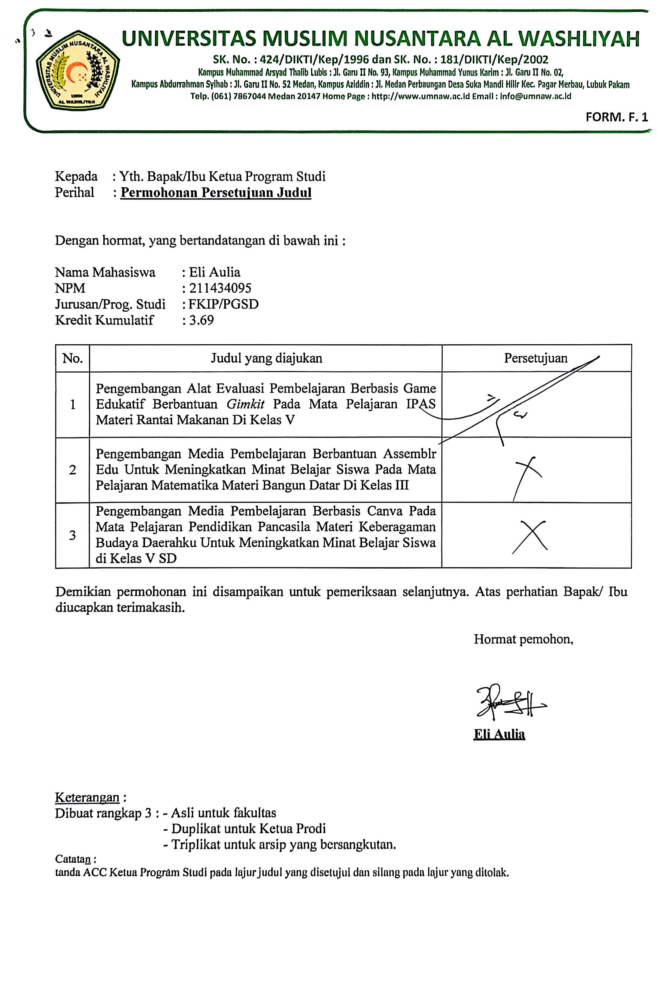 UNIVERSITAS MUSLIM NUSANTARA AL WASHLIYAH
UNIVERSITAS MUSLIM NUSANTARA AL WASHLIYAH
UMN
AL WASHLIYAH
SK. No. : 424/DIKTI/Kep/1996 dan SK. No. : 181/DIKTI/Kep/2002
Kampus Muhammad Arsyad Thalib Lubis : Jl. Garu II No. 93, Kampus Muhammad Yunus Karim : Jl. Garu II No. 02,
Kampus Abdurrahman Syihab : Jl. Garu II No. 52 Medan, Kampus Aziddin : Jl. Medan Perbaungan Desa Suka Mandi Hilir Kec. Pagar Merbau, Lubuk Pakam
Telp. (061) 7867044 Medan 20147 Home Page : http://www.umnaw.ac.id Email : info@umnaw.ac.id
FORM. F. 1
Kepada : Yth. Bapak/Ibu Ketua Program Studi
Perihal : Permohonan Persetujuan Judul
Dengan hormat, yang bertandatangan di bawah ini :
Nama Mahasiswa : Eli Aulia
NPM : 211434095
Jurusan/Prog. Studi : FKIP/PGSD
Kredit Kumulatif : 3.69
No. Judul yang diajukan Persetujuan
1 Pengembangan Alat Evaluasi Pembelajaran Berbasis Game
Edukatif Berbantuan Gimkit Pada Mata Pelajaran IPAS
Materi Rantai Makanan Di Kelas V
2 Pengembangan Media Pembelajaran Berbantuan Assemblr
Edu Untuk Meningkatkan Minat Belajar Siswa Pada Mata
Pelajaran Matematika Materi Bangun Datar Di Kelas III
3 Pengembangan Media Pembelajaran Berbasis Canva Pada
Mata Pelajaran Pendidikan Pancasila Materi Keberagaman
Budaya Daerahku Untuk Meningkatkan Minat Belajar Siswa
di Kelas V SD
Demikian permohonan ini disampaikan untuk pemeriksaan selanjutnya. Atas perhatian Bapak/ Ibu
diucapkan terimakasih.
Hormat pemohon,
Eli Aulia
Keterangan :
Dibuat rangkap 3 : - Asli untuk fakultas
- Duplikat untuk Ketua Prodi
- Triplikat untuk arsip yang bersangkutan.
Catatan :
tanda ACC Ketua Program Studi pada lajur judul yang disetujui dan silang pada lajur yang ditolak.